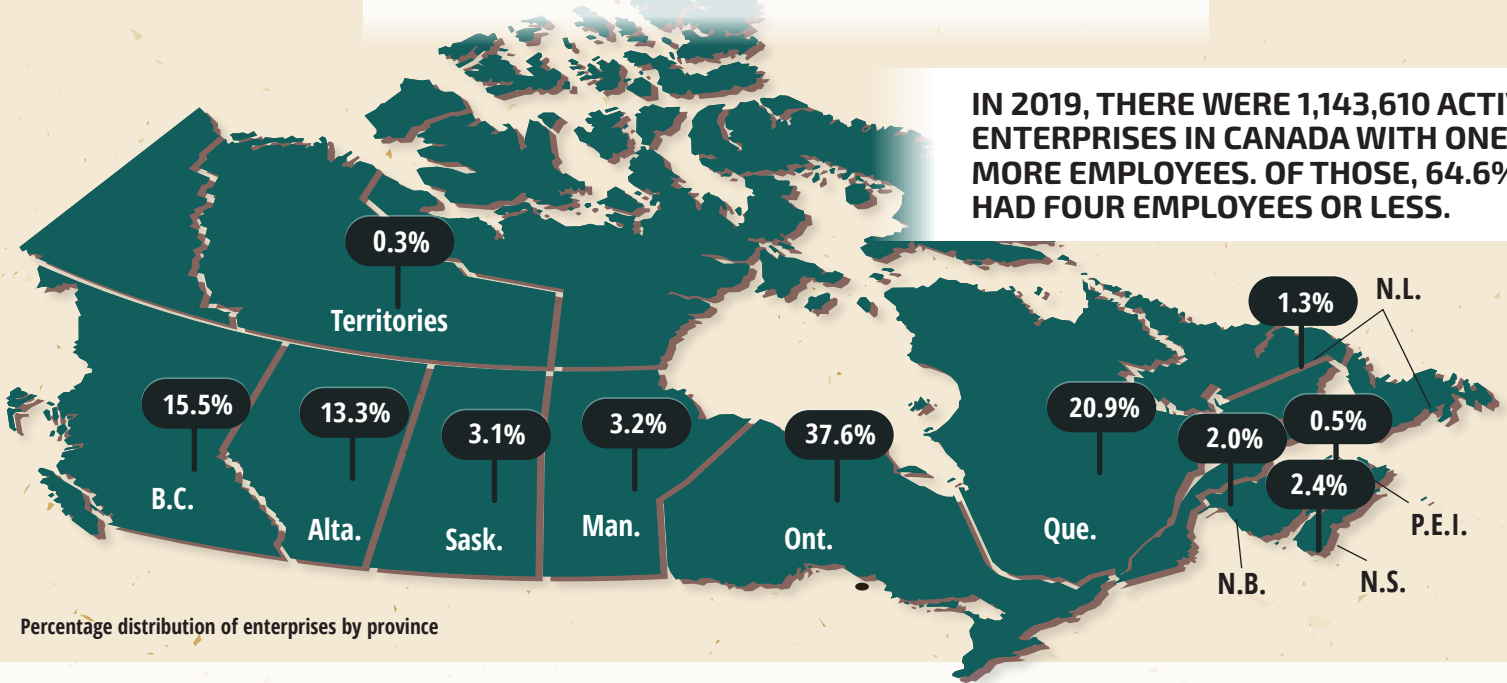 IN 2019, THERE WERE 1,143,610
ENTERPRISES IN CANADA WITH ONE
MORE EMPLOYEES. OF THOSE, 64.6%
HAD FOUR EMPLOYEES OR LESS.
0.3%
Territories
1.3%
N.L.
15.5%
B.C.
13.3%
Alta.
3.1%
Sask.
3.2%
Man.
37.6%
Ont.
20.9%
Que.
2.0%
N.B.
0.5%
P.E.I.
2.4%
N.S.
Percentage distribution of enterprises by province